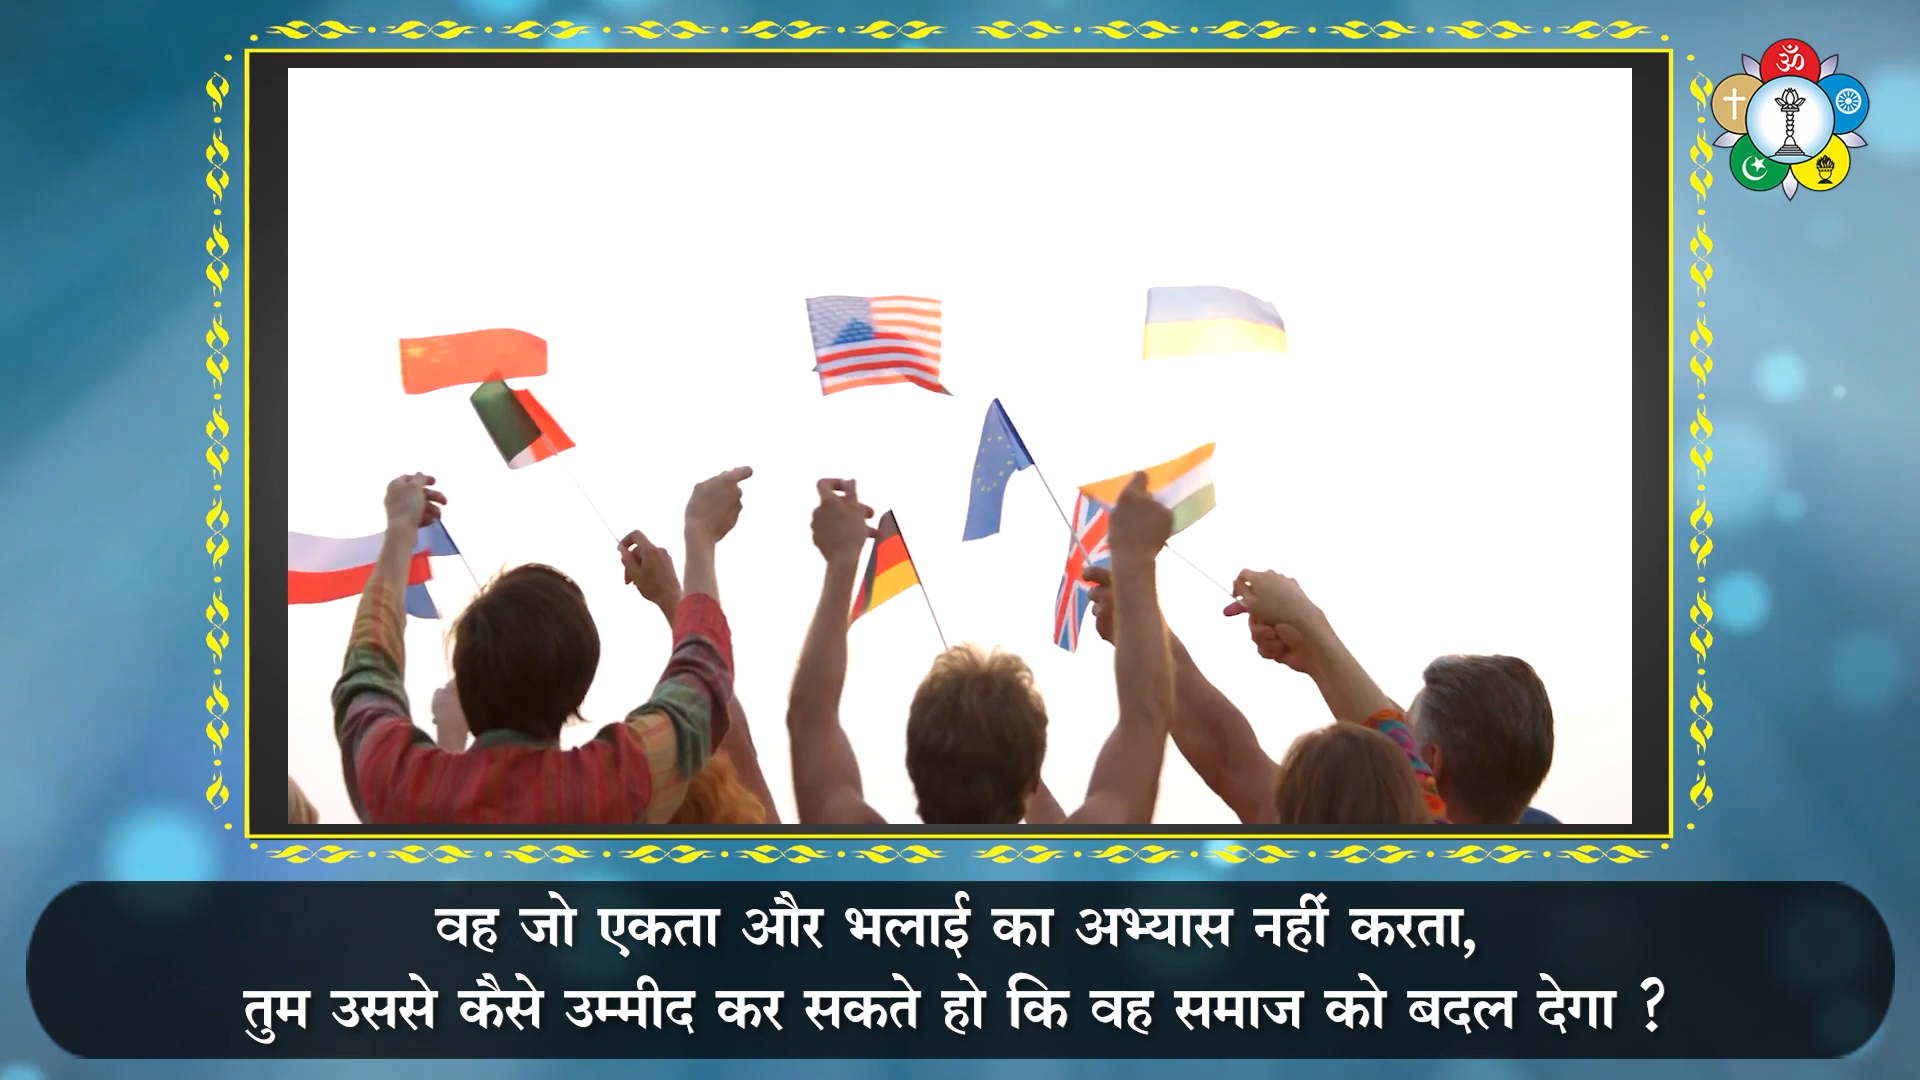 ॐ
वह जो एकता और भलाई का अभ्यास नहीं करता,
तुम उससे कैसे उम्मीद कर सकते हो कि वह समाज को बदल देगा ?